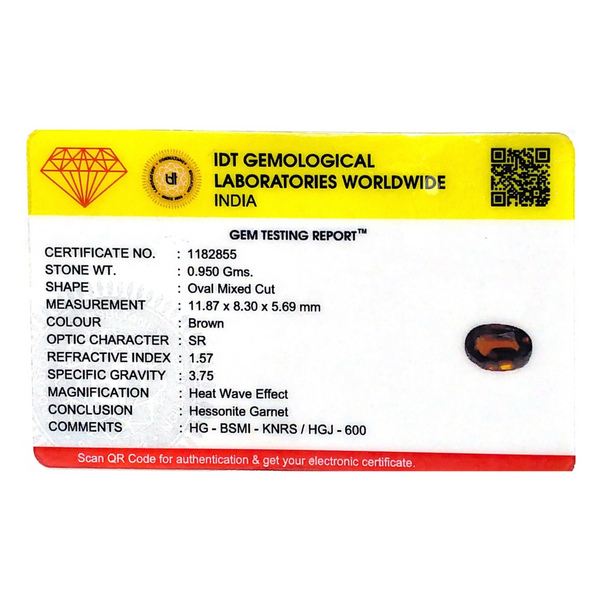 IDT GEMOLOGICAL
LABORATORIES WORLDWIDE
INDIA
GEM TESTING REPORT™
CERTIFICATE NO. : 1182855
STONE WT. : 0.950 Gms.
SHAPE : Oval Mixed Cut
MEASUREMENT : 11.87 x 8.30 x 5.69 mm
COLOUR : Brown
OPTIC CHARACTER : SR
REFRACTIVE INDEX : 1.57
SPECIFIC GRAVITY : 3.75
MAGNIFICATION : Heat Wave Effect
CONCLUSION : Hessonite Garnet
COMMENTS : HG - BSMI - KNRS / HGJ - 600
Scan QR Code for authentication & get your electronic certificate.